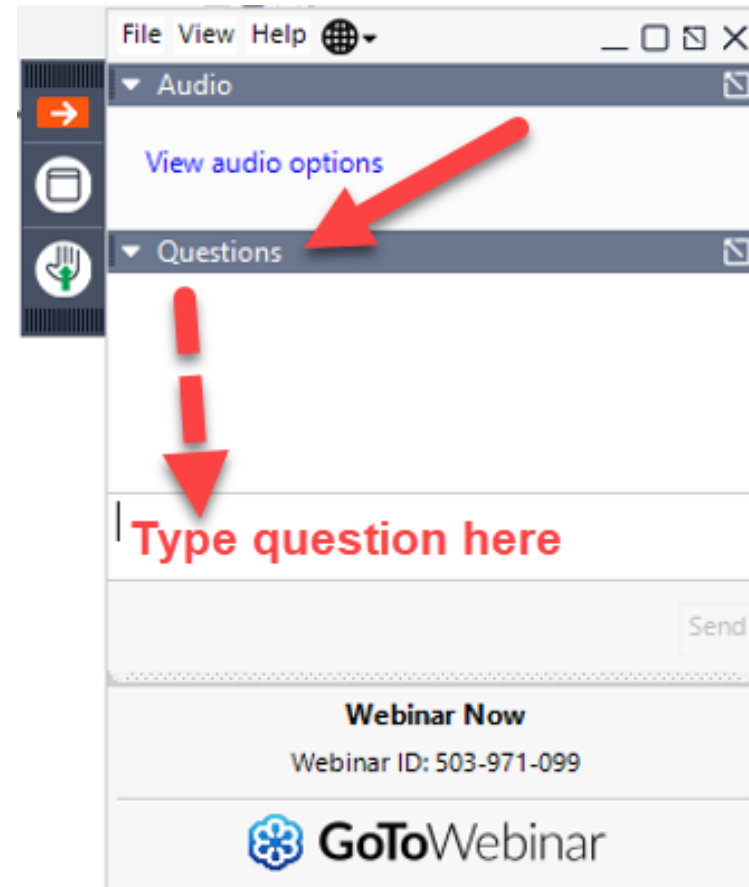 File View Help
Audio
View audio options
Questions
Type question here
Send
Webinar Now
Webinar ID: 503-971-099
GoToWebinar